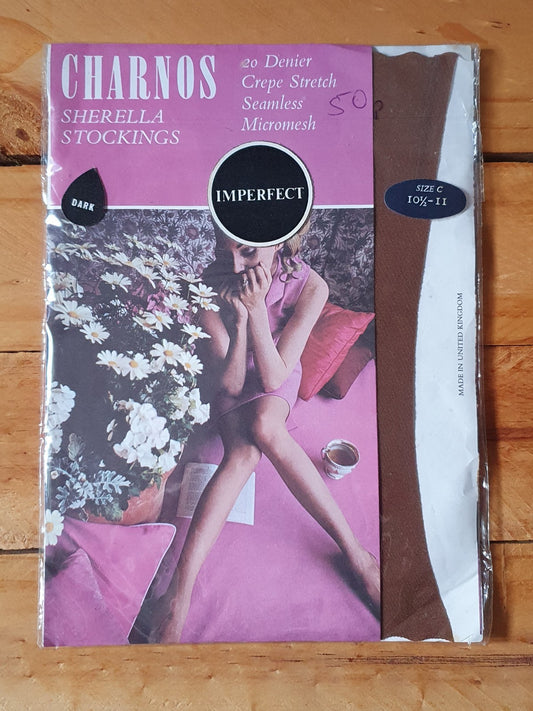 CHARNOS
SHERELLA
STOCKINGS
20 Denier
Crepe Stretch
Seamless
Micromesh
50p
DARK
IMPERFECT
SIZE C
10½-11
MADE IN UNITED KINGDOM